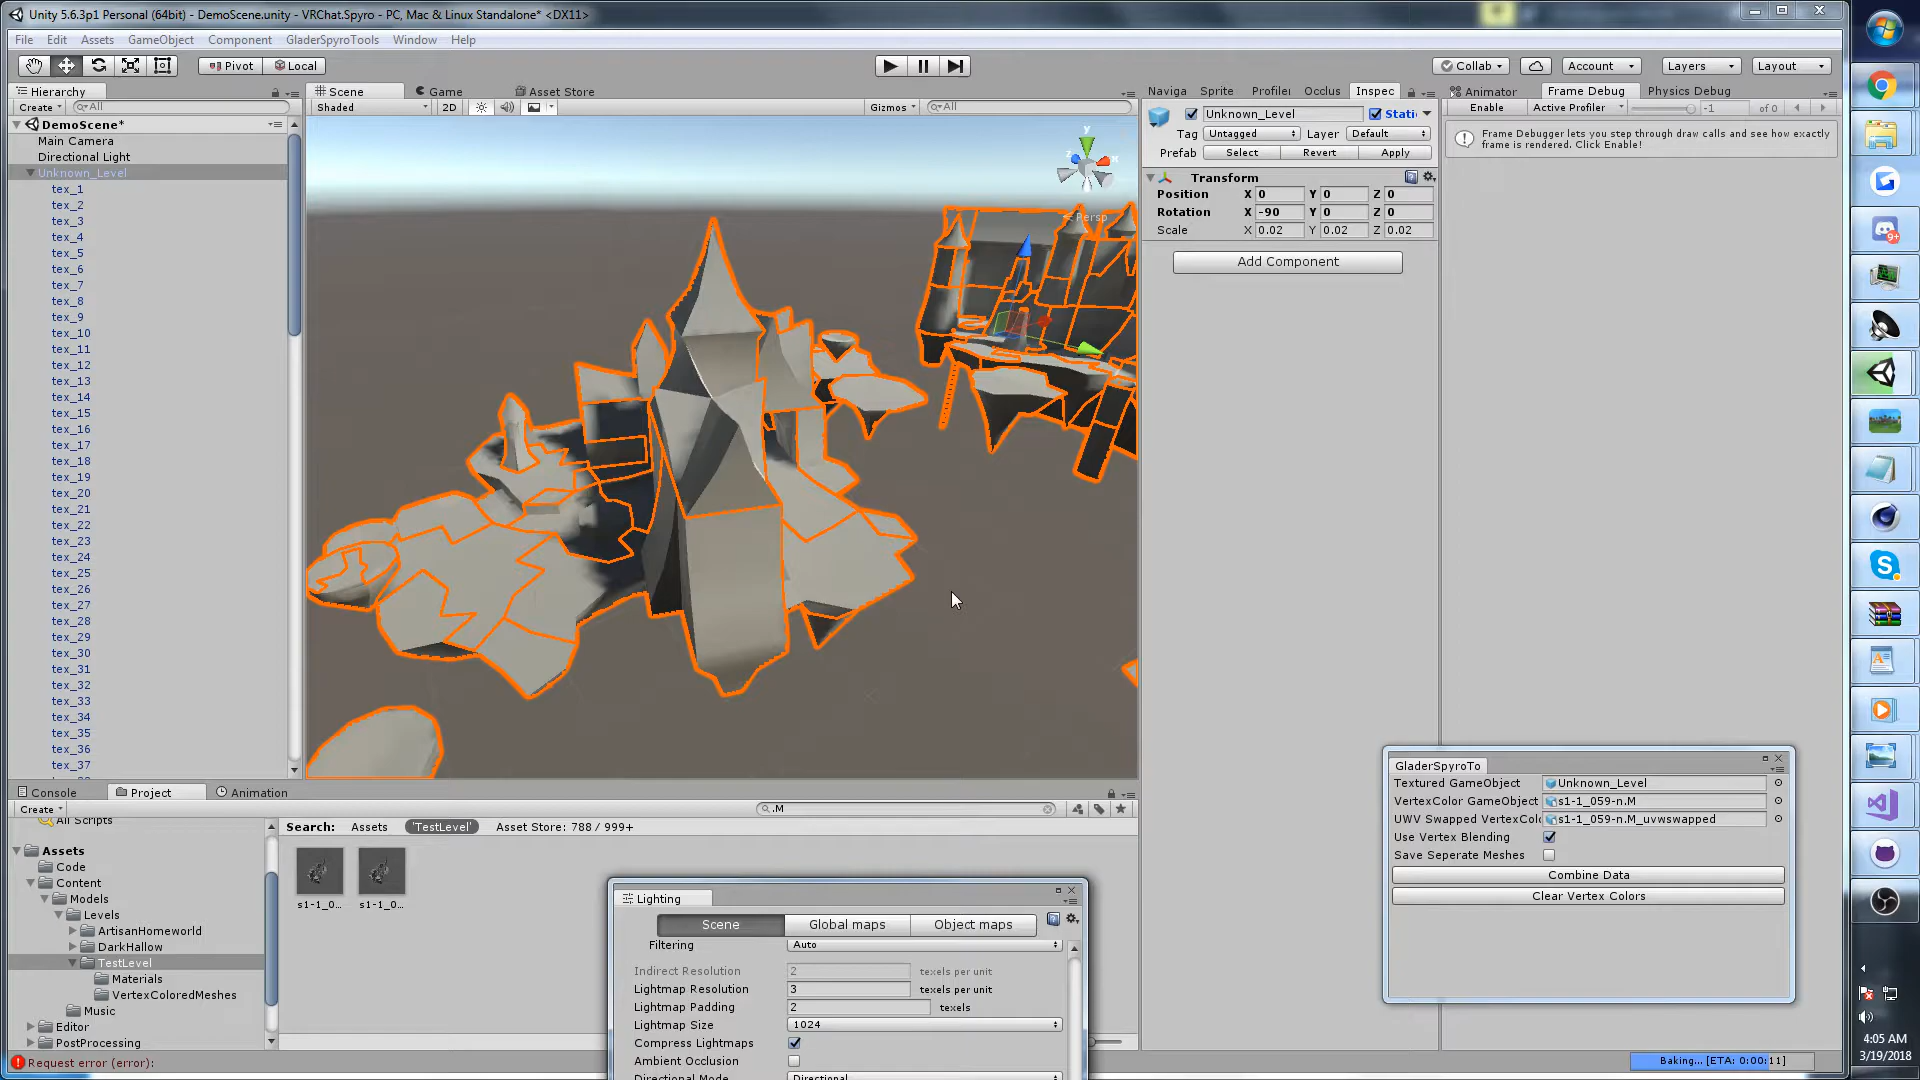 Unity 5.6.3p1 Personal (64bit) - DemoScene.unity - VRChat.Spyro - PC, Mac & Linux Standalone* <DX11>
File Edit Assets GameObject Component GladerSpyroTools Window Help
Pivot Local Collab Account Layers Layout
Hierarchy
Create All
DemoScene*
Main Camera
Directional Light
Unknown_Level
tex_1
tex_2
tex_3
tex_4
tex_5
tex_6
tex_7
tex_8
tex_9
tex_10
tex_11
tex_12
tex_13
tex_14
tex_15
tex_16
tex_17
tex_18
tex_19
tex_20
tex_21
tex_22
tex_23
tex_24
tex_25
tex_26
tex_27
tex_28
tex_29
tex_30
tex_31
tex_32
tex_33
tex_34
tex_35
tex_36
tex_37
Scene Game Asset Store
Shaded 2D Gizmos All
y
x
z
Persp
Naviga Sprite Profiler Occlus Inspec
Unknown_Level Stati
Tag Untagged Layer Default
Prefab Select Revert Apply
Transform
Position X 0 Y 0 Z 0
Rotation X -90 Y 0 Z 0
Scale X 0.02 Y 0.02 Z 0.02
Add Component
Animator Frame Debug Physics Debug
Enable Active Profiler -1 of 0
Frame Debugger lets you step through draw calls and see how exactly
frame is rendered. Click Enable!
GladerSpyroTo
Textured GameObject Unknown_Level
VertexColor GameObject s1-1_059-n.M
UWV Swapped VertexColo s1-1_059-n.M_uvwswapped
Use Vertex Blending
Save Seperate Meshes
Combine Data
Clear Vertex Colors
Console Project Animation
Create .M
All Scripts
Assets
Code
Content
Models
Levels
ArtisanHomeworld
DarkHallow
TestLevel
Materials
VertexColoredMeshes
Music
Editor
PostProcessing
Search: Assets 'TestLevel' Asset Store: 788 / 999+
s1-1_0... s1-1_0...
Lighting
Scene Global maps Object maps
Filtering Auto
Indirect Resolution 2 texels per unit
Lightmap Resolution 3 texels per unit
Lightmap Padding 2 texels
Lightmap Size 1024
Compress Lightmaps
Ambient Occlusion
Directional Mode Directional
Request error (error):
Baking... [ETA: 0:00:11]
9+
4:05 AM
3/19/2018